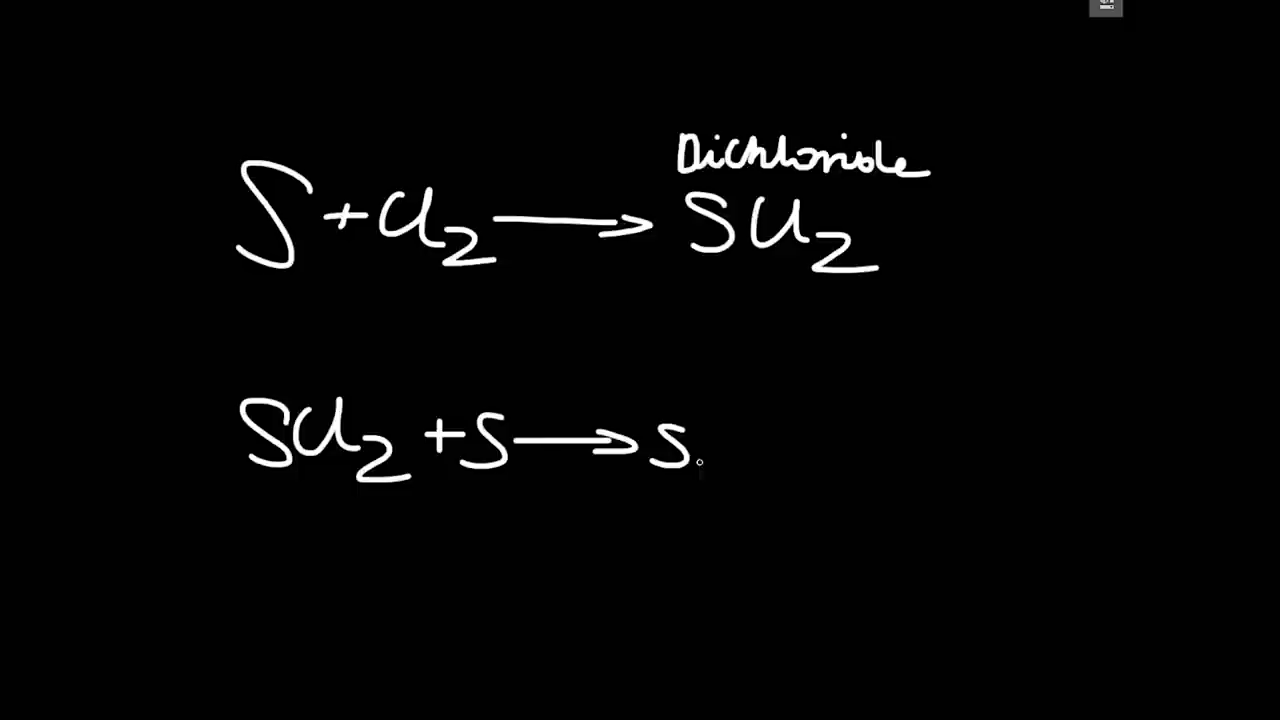 Dichloride
S + Cl₂ ⟶ SCl₂
SCl₂ + S ⟶ S